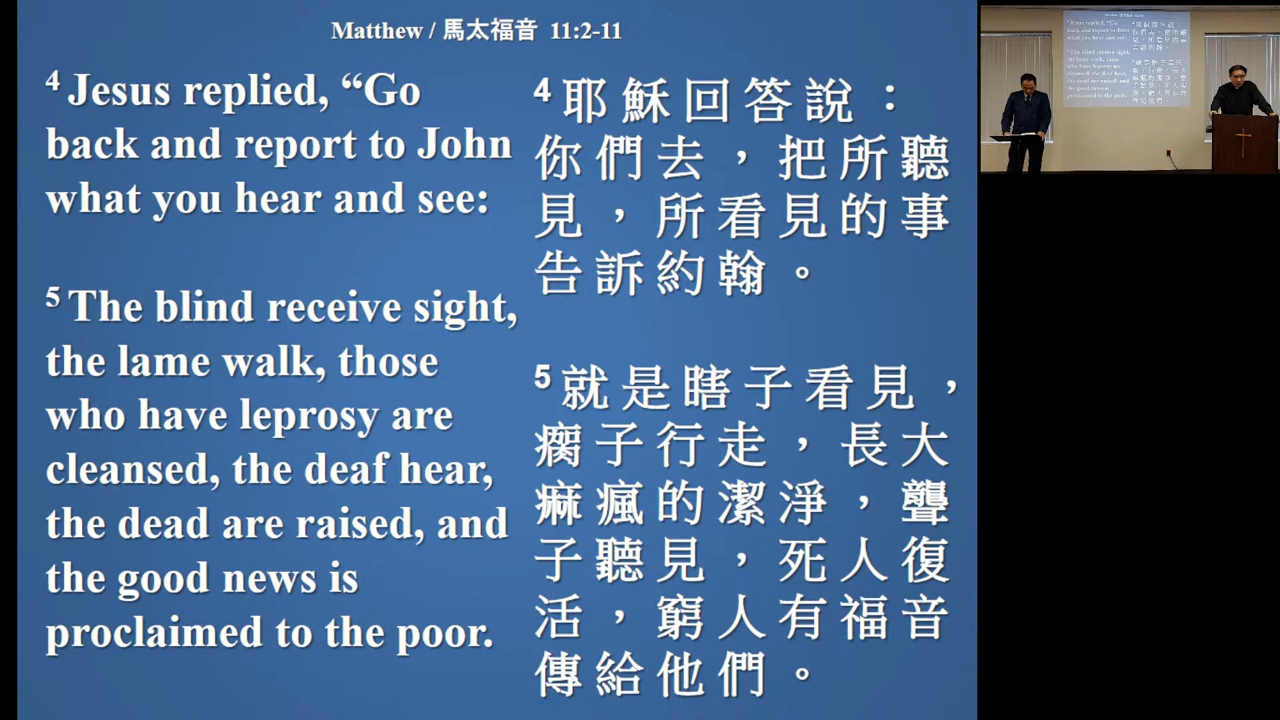 Matthew / 馬太福音 11:2-11
4 Jesus replied, “Go
back and report to John
what you hear and see:
5 The blind receive sight,
the lame walk, those
who have leprosy are
cleansed, the deaf hear,
the dead are raised, and
the good news is
proclaimed to the poor.
4 耶穌回答說：
你們去，把所聽
見，所看見的事
告訴約翰。
5 就是瞎子看見，
瘸子行走，長大
痲瘋的潔淨，聾
子聽見，死人復
活，窮人有福音
傳給他們。